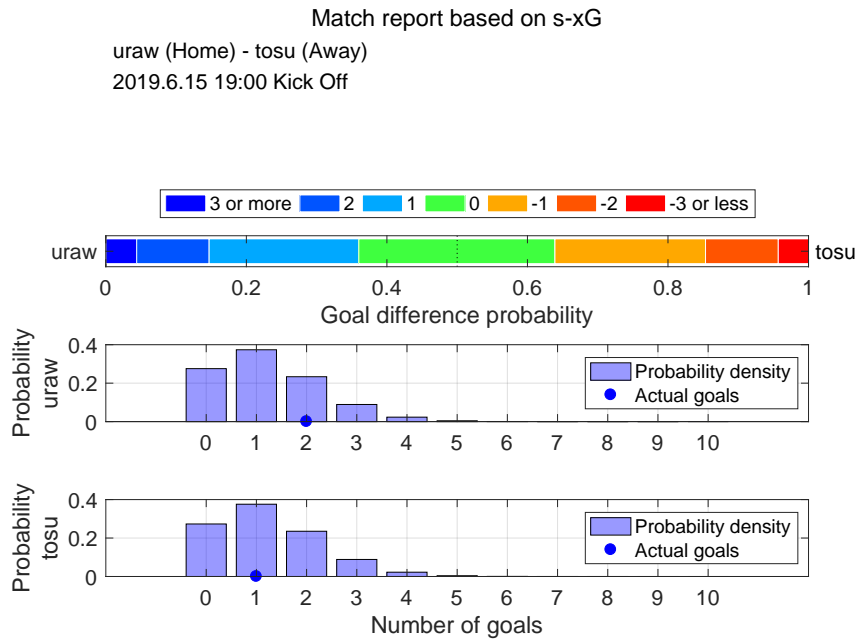 Match report based on s-xG
uraw (Home) - tosu (Away)
2019.6.15 19:00 Kick Off
3 or more 2 1 0 -1 -2 -3 or less
uraw tosu
0 0.2 0.4 0.6 0.8 1
Goal difference probability
Probability
uraw
0.4
0.2
0
Probability density
Actual goals
0 1 2 3 4 5 6 7 8 9 10
Probability
tosu
0.4
0.2
0
Probability density
Actual goals
0 1 2 3 4 5 6 7 8 9 10
Number of goals